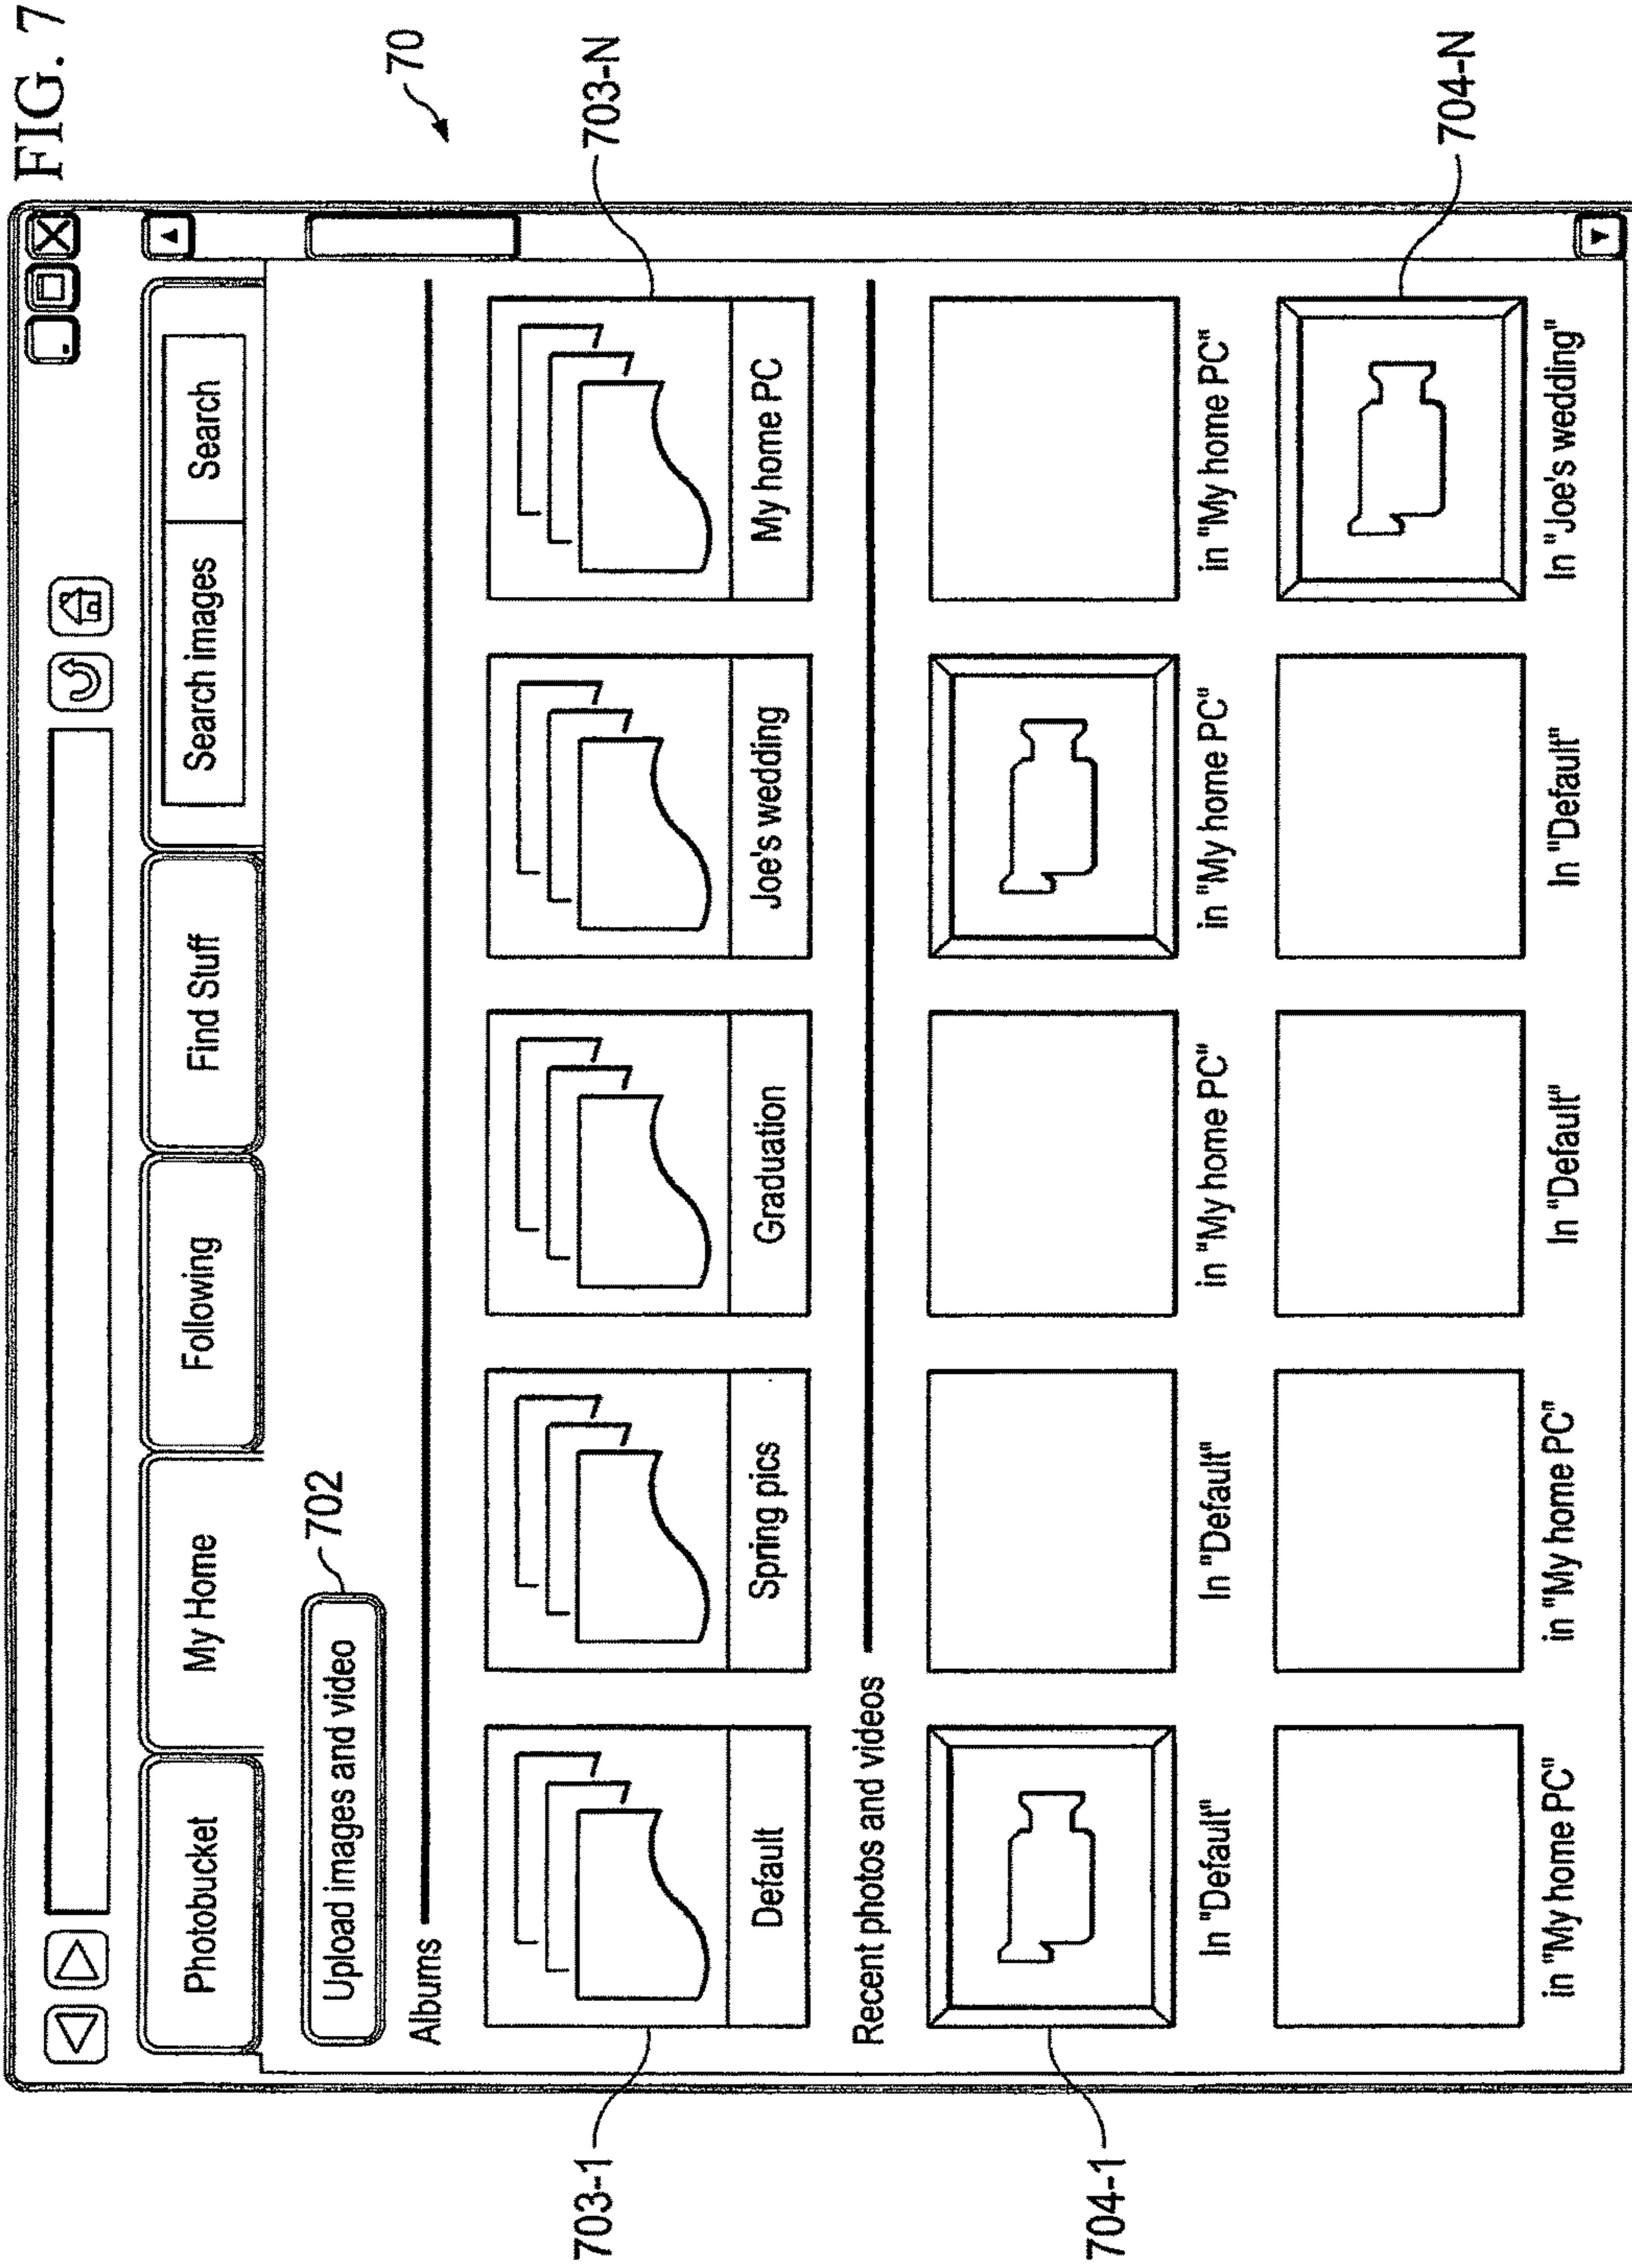 FIG. 7
70
Photobucket My Home Following Find Stuff Search images Search
Upload images and video 702
Albums
703-1 703-N
Default Spring pics Graduation Joe's wedding My home PC
Recent photos and videos
704-1
In "Default" In "Default" in "My home PC" in "My home PC" in "My home PC"
704-N
in "My home PC" in "My home PC" In "Default" In "Default" In "Joe's wedding"